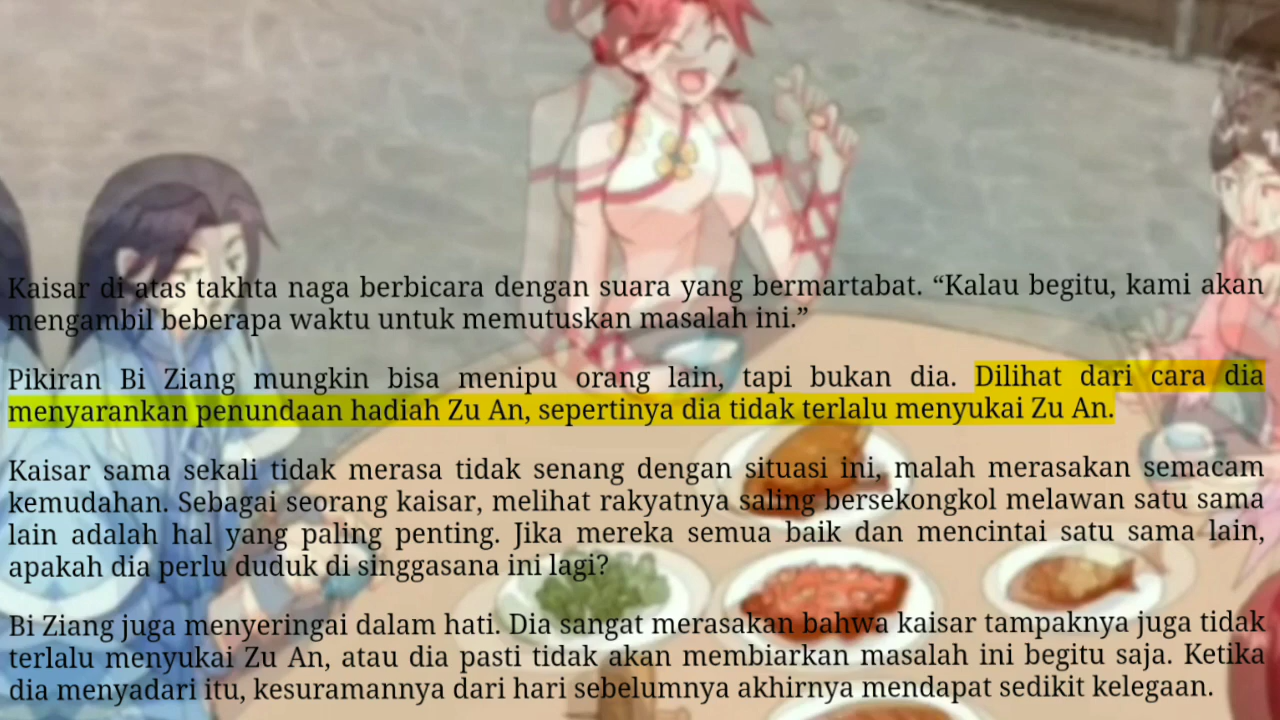 Kaisar di atas takhta naga berbicara dengan suara yang bermartabat. “Kalau begitu, kami akan
mengambil beberapa waktu untuk memutuskan masalah ini.”
Pikiran Bi Ziang mungkin bisa menipu orang lain, tapi bukan dia. Dilihat dari cara dia
menyarankan penundaan hadiah Zu An, sepertinya dia tidak terlalu menyukai Zu An.
Kaisar sama sekali tidak merasa tidak senang dengan situasi ini, malah merasakan semacam
kemudahan. Sebagai seorang kaisar, melihat rakyatnya saling bersekongkol melawan satu sama
lain adalah hal yang paling penting. Jika mereka semua baik dan mencintai satu sama lain,
apakah dia perlu duduk di singgasana ini lagi?
Bi Ziang juga menyeringai dalam hati. Dia sangat merasakan bahwa kaisar tampaknya juga tidak
terlalu menyukai Zu An, atau dia pasti tidak akan membiarkan masalah ini begitu saja. Ketika
dia menyadari itu, kesuramannya dari hari sebelumnya akhirnya mendapat sedikit kelegaan.